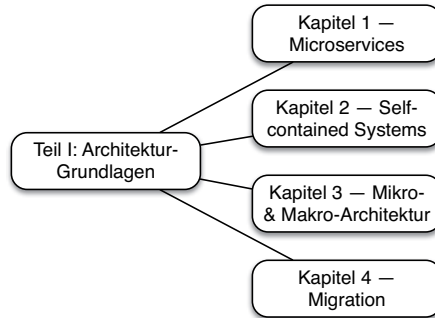 Kapitel 1 —
Microservices
Kapitel 2 — Self-
contained Systems
Teil I: Architektur-
Grundlagen
Kapitel 3 — Mikro-
& Makro-Architektur
Kapitel 4 —
Migration